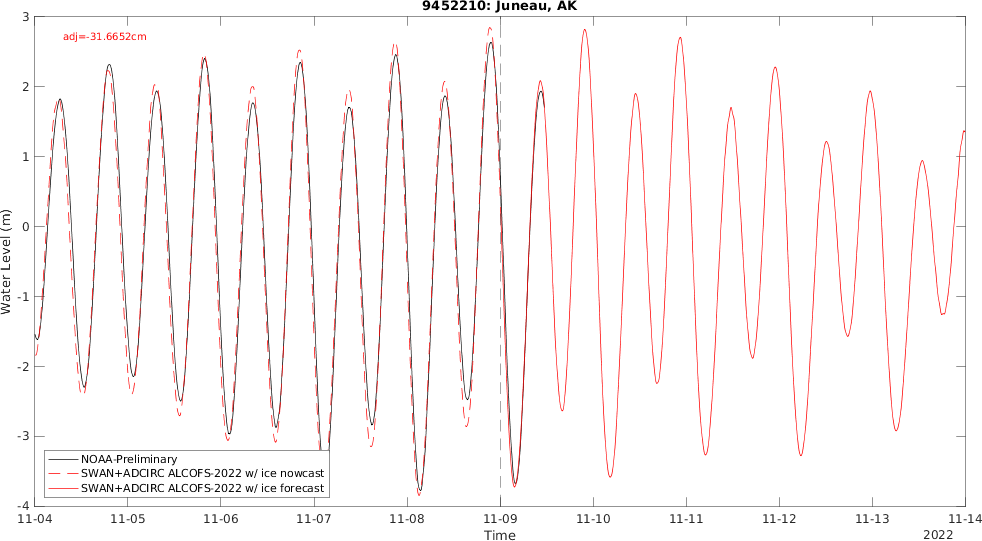 9452210: Juneau, AK
adj=-31.6652cm
3
2
1
0
-1
-2
-3
-4
Water Level (m)
NOAA-Preliminary
SWAN+ADCIRC ALCOFS-2022 w/ ice nowcast
SWAN+ADCIRC ALCOFS-2022 w/ ice forecast
11-04 11-05 11-06 11-07 11-08 11-09 11-10 11-11 11-12 11-13 11-14
Time
2022